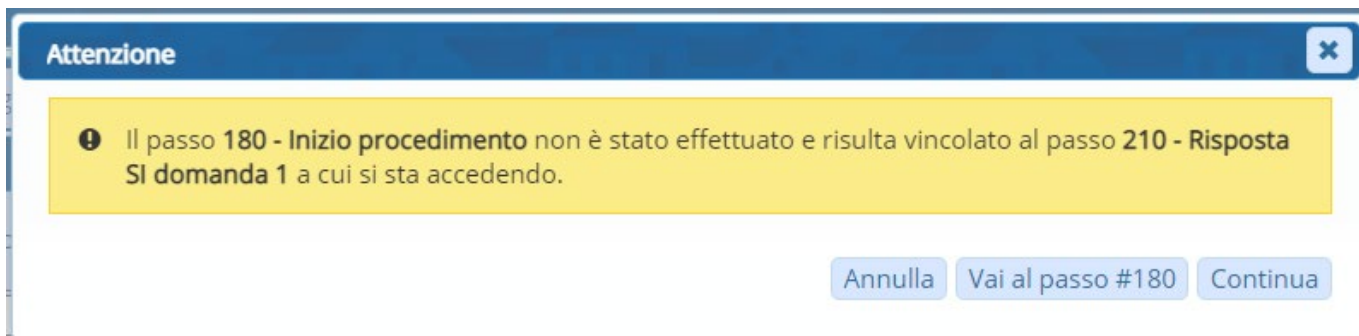 Attenzione
Il passo 180 - Inizio procedimento non è stato effettuato e risulta vincolato al passo 210 - Risposta
SI domanda 1 a cui si sta accedendo.
Annulla Vai al passo #180 Continua